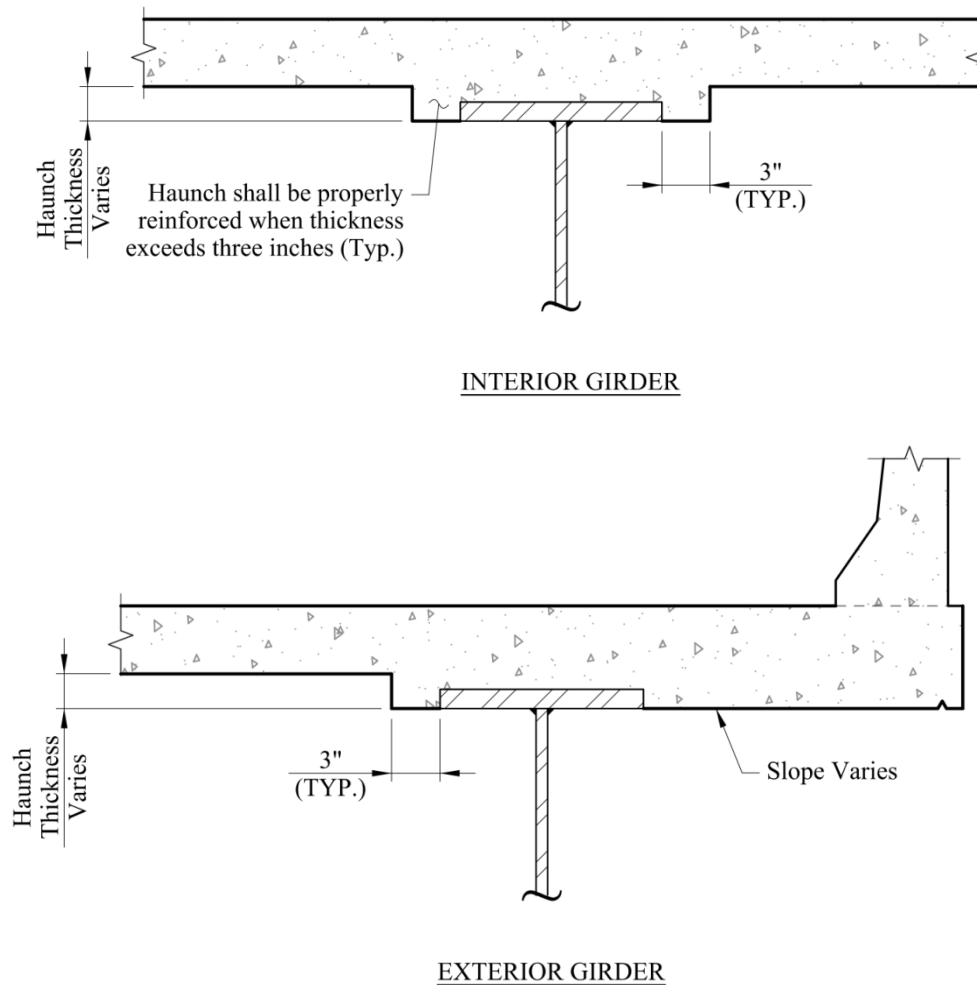 Haunch
Thickness
Varies
Haunch shall be properly
reinforced when thickness
exceeds three inches (Typ.)
3"
(TYP.)
INTERIOR GIRDER
Haunch
Thickness
Varies
3"
(TYP.)
Slope Varies
EXTERIOR GIRDER